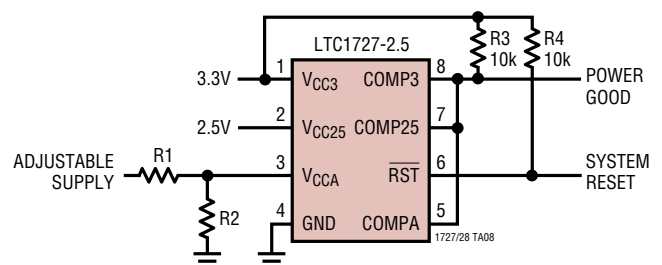 LTC1727-2.5
R3
10k
R4
10k
3.3V
1
VCC3
COMP3
8
POWER
GOOD
2.5V
2
VCC25
COMP25
7
ADJUSTABLE
SUPPLY
R1
3
VCCA
RST
6
SYSTEM
RESET
R2
4
GND
COMPA
5
1727/28 TA08